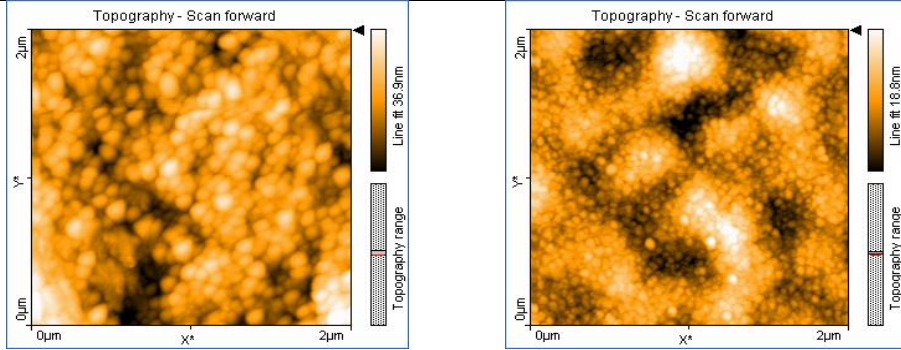 Topography - Scan forward
2µm
Line fit 36.9nm
Y*
Topography range
0µm
0µm
X*
2µm
Topography - Scan forward
2µm
Line fit 18.8nm
Y*
Topography range
0µm
0µm
X*
2µm